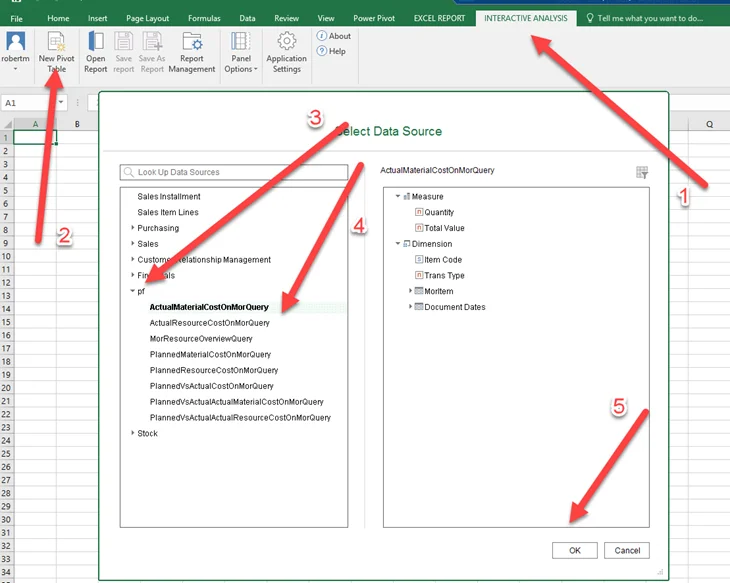 File Home Insert Page Layout Formulas Data Review View Power Pivot EXCEL REPORT INTERACTIVE ANALYSIS Tell me what you want to do...
robertm New Pivot Open Save Save As Report Panel Application About
Table Report report Report Management Options Settings Help
A1
A B Q
Select Data Source
3
Look Up Data Sources
ActualMaterialCostOnMorQuery
1
2
4
5
Sales Installment
Sales Item Lines
Purchasing
Sales
Customer Relationship Management
pf
ActualMaterialCostOnMorQuery
ActualResourceCostOnMorQuery
MorResourceOverviewQuery
PlannedMaterialCostOnMorQuery
PlannedResourceCostOnMorQuery
PlannedVsActualCostOnMorQuery
PlannedVsActualActualMaterialCostOnMorQuery
PlannedVsActualActualResourceCostOnMorQuery
Stock
Measure
Quantity
Total Value
Dimension
Item Code
Trans Type
MorItem
Document Dates
OK Cancel
1
2
3
4
5
6
7
8
9
10
11
12
13
14
15
16
17
18
19
20
21
22
23
24
25
26
27
28
29
30
31
32
33
34